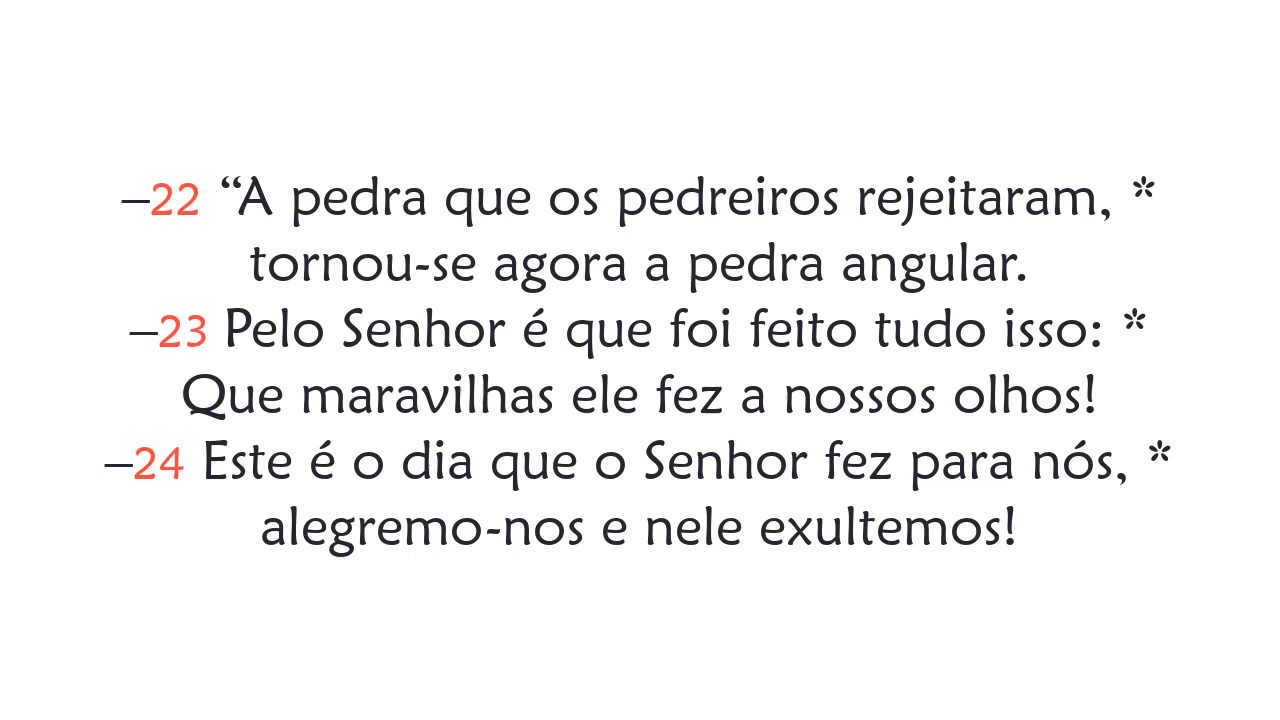 –22 “A pedra que os pedreiros rejeitaram, *
tornou-se agora a pedra angular.
–23 Pelo Senhor é que foi feito tudo isso: *
Que maravilhas ele fez a nossos olhos!
–24 Este é o dia que o Senhor fez para nós, *
alegremo-nos e nele exultemos!